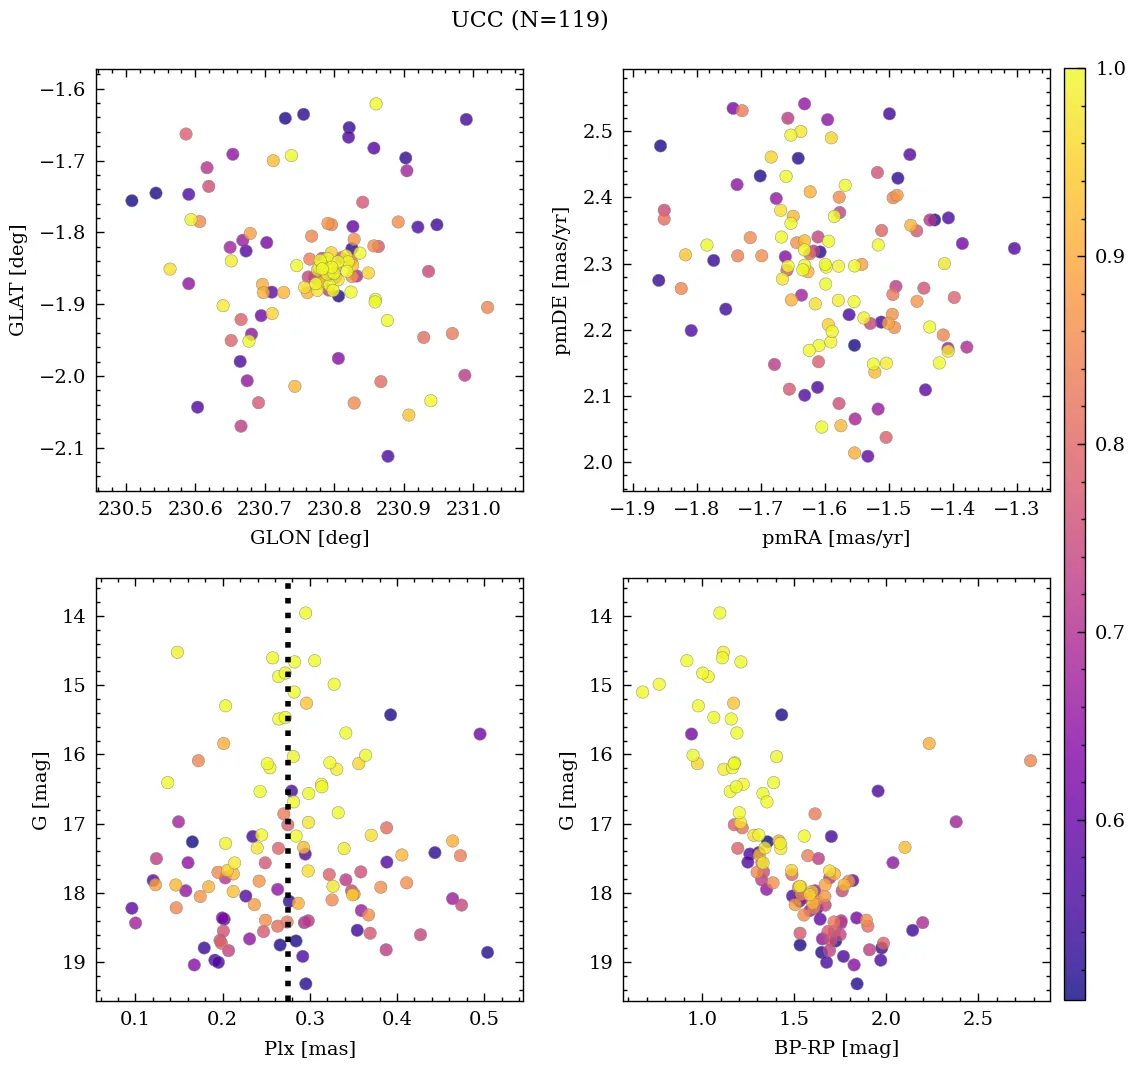 UCC (N=119)
−1.6
−1.7
−1.8
−1.9
−2.0
−2.1
GLAT [deg]
230.5 230.6 230.7 230.8 230.9 231.0
GLON [deg]
2.5
2.4
2.3
2.2
2.1
2.0
pmDE [mas/yr]
−1.9 −1.8 −1.7 −1.6 −1.5 −1.4 −1.3
pmRA [mas/yr]
14
15
16
17
18
19
G [mag]
0.1 0.2 0.3 0.4 0.5
Plx [mas]
14
15
16
17
18
19
G [mag]
1.0 1.5 2.0 2.5
BP-RP [mag]
1.0
0.9
0.8
0.7
0.6